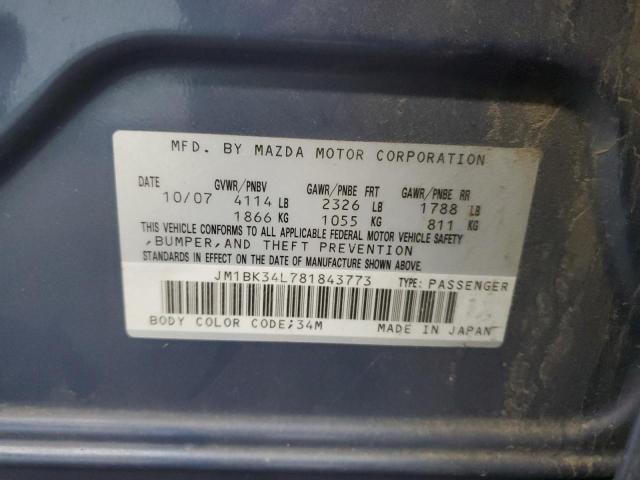 MFD. BY MAZDA MOTOR CORPORATION
DATE GVWR/PNBV GAWR/PNBE FRT GAWR/PNBE RR
10/07 4114 LB 2326 LB 1788 LB
1866 KG 1055 KG 811 KG
THIS VEHICLE CONFORMS TO ALL APPLICABLE FEDERAL MOTOR VEHICLE SAFETY
,BUMPER,AND THEFT PREVENTION
STANDARDS IN EFFECT ON THE DATE OF MANUFACTURE SHOWN ABOVE.
JM1BK34L781843773 TYPE: PASSENGER
BODY COLOR CODE;34M MADE IN JAPAN